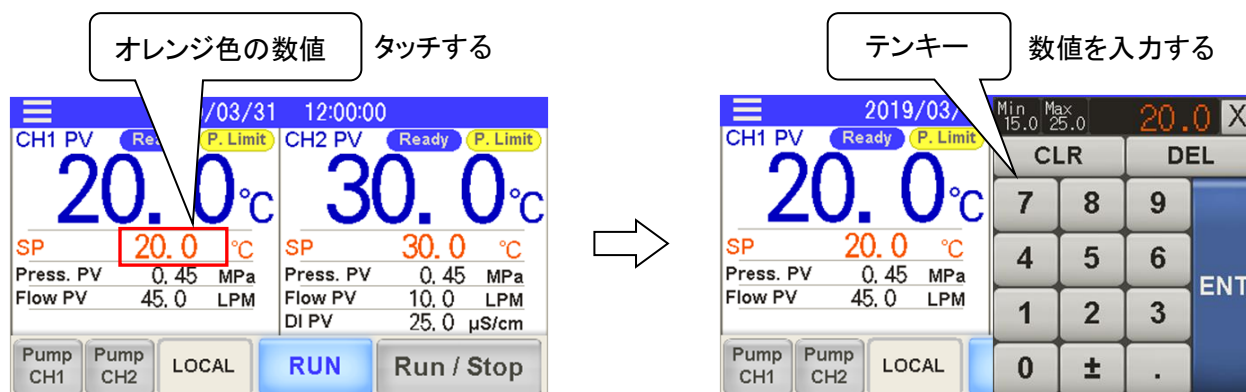 オレンジ色の数値
タッチする
/03/31 12:00:00
CH1 PV
P. Limit
CH2 PV Ready P. Limit
20.0℃
30.0℃
SP 20.0 ℃
SP 30.0 ℃
Press. PV 0.45 MPa
Press. PV 0.45 MPa
Flow PV 45.0 LPM
Flow PV 10.0 LPM
DI PV 25.0 µS/cm
Pump CH1
Pump CH2
LOCAL
RUN
Run / Stop
テンキー
数値を入力する
2019/03/
Min 15.0
Max 25.0
20.0
X
CH1 PV Ready P. Limit
20.0℃
SP 20.0 ℃
Press. PV 0.45 MPa
Flow PV 45.0 LPM
Pump CH1
Pump CH2
LOCAL
CLR DEL
7 8 9
4 5 6
ENT
1 2 3
0 ± .